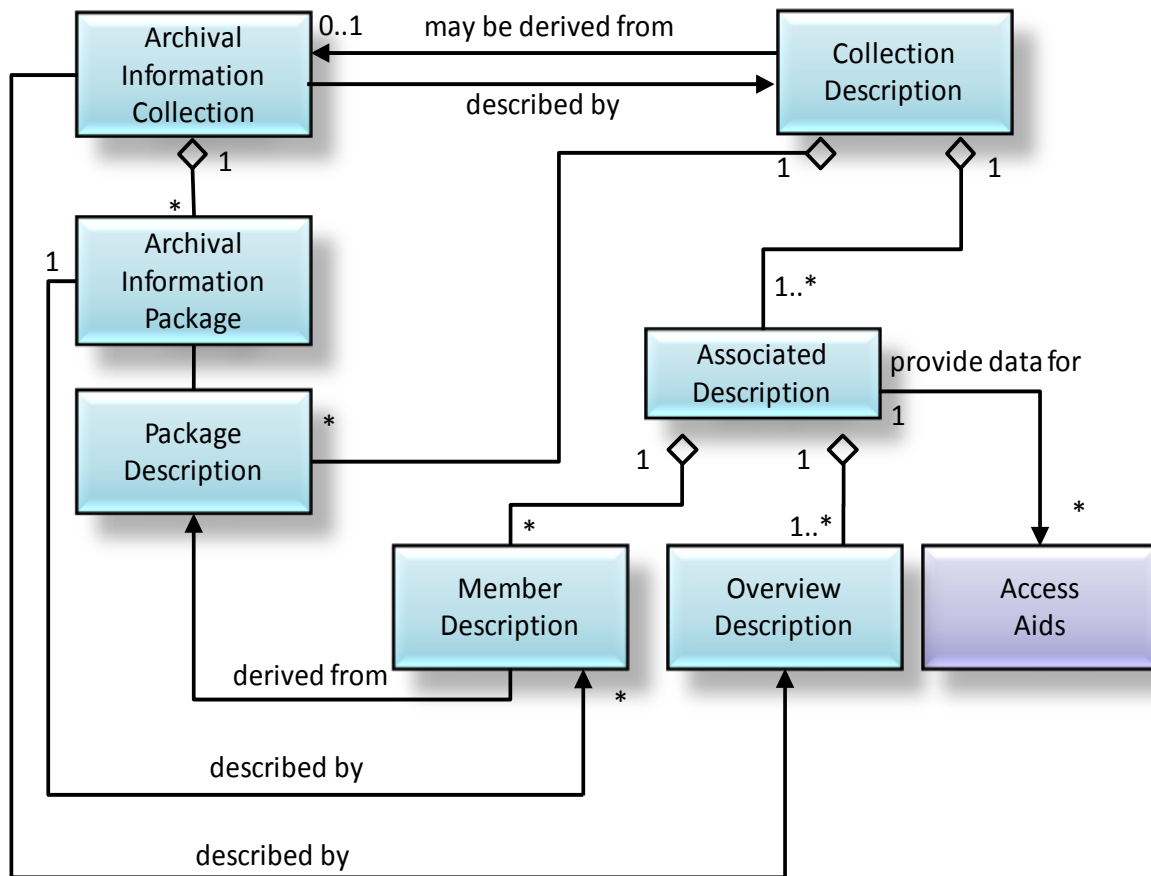 Archival
Information
Collection
0..1
may be derived from
described by
Collection
Description
1
*
1
1
Archival
Information
Package
1
1..*
Associated
Description
provide data for
1
*
Package
Description
*
1
1
*
1..*
Member
Description
Overview
Description
Access
Aids
derived from
*
described by
described by